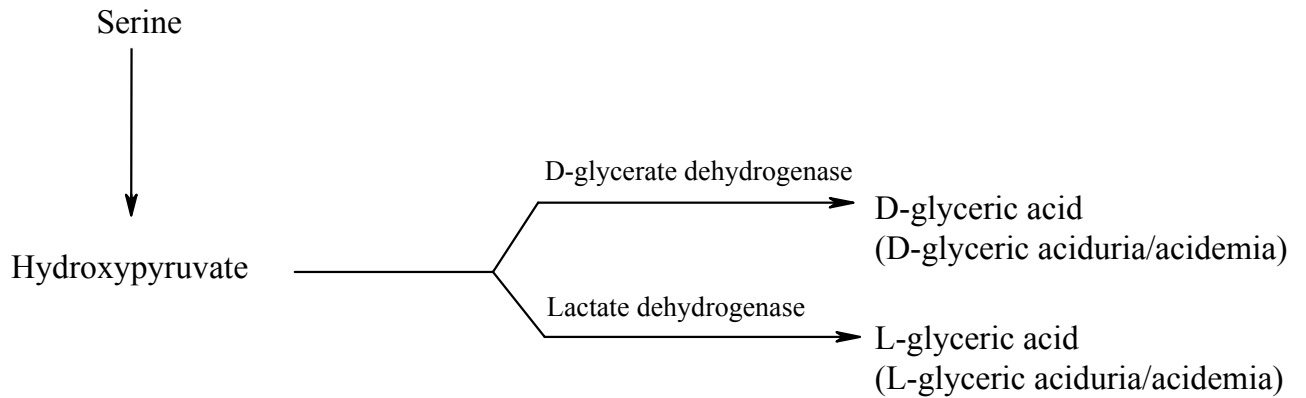 Serine
D-glycerate dehydrogenase
D-glyceric acid
(D-glyceric aciduria/acidemia)
Hydroxypyruvate
Lactate dehydrogenase
L-glyceric acid
(L-glyceric aciduria/acidemia)